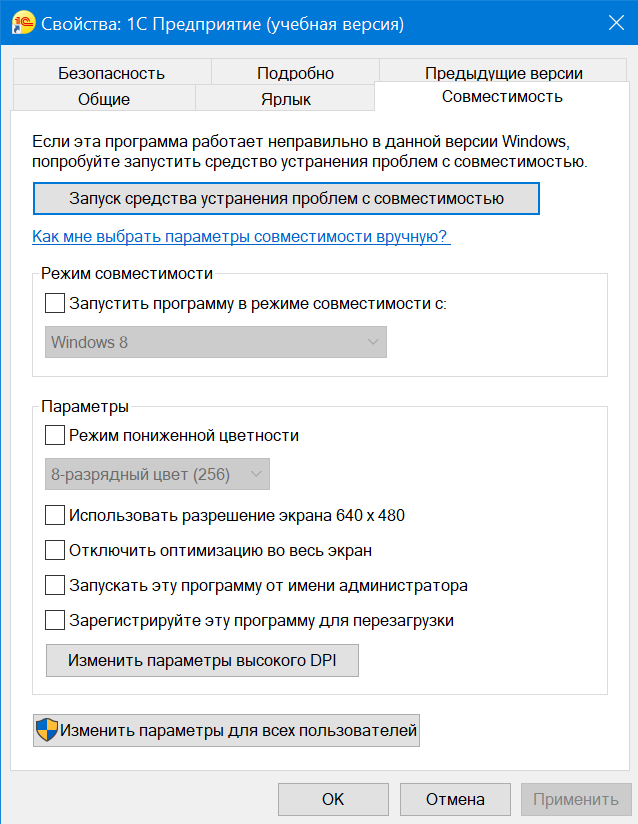 Свойства: 1С Предприятие (учебная версия)
Безопасность
Подробно
Предыдущие версии
Общие
Ярлык
Совместимость
Если эта программа работает неправильно в данной версии Windows,
попробуйте запустить средство устранения проблем с совместимостью.
Запуск средства устранения проблем с совместимостью
Как мне выбрать параметры совместимости вручную?
Режим совместимости
Запустить программу в режиме совместимости с:
Windows 8
Параметры
Режим пониженной цветности
8-разрядный цвет (256)
Использовать разрешение экрана 640 x 480
Отключить оптимизацию во весь экран
Запускать эту программу от имени администратора
Зарегистрируйте эту программу для перезагрузки
Изменить параметры высокого DPI
Изменить параметры для всех пользователей
OK
Отмена
Применить